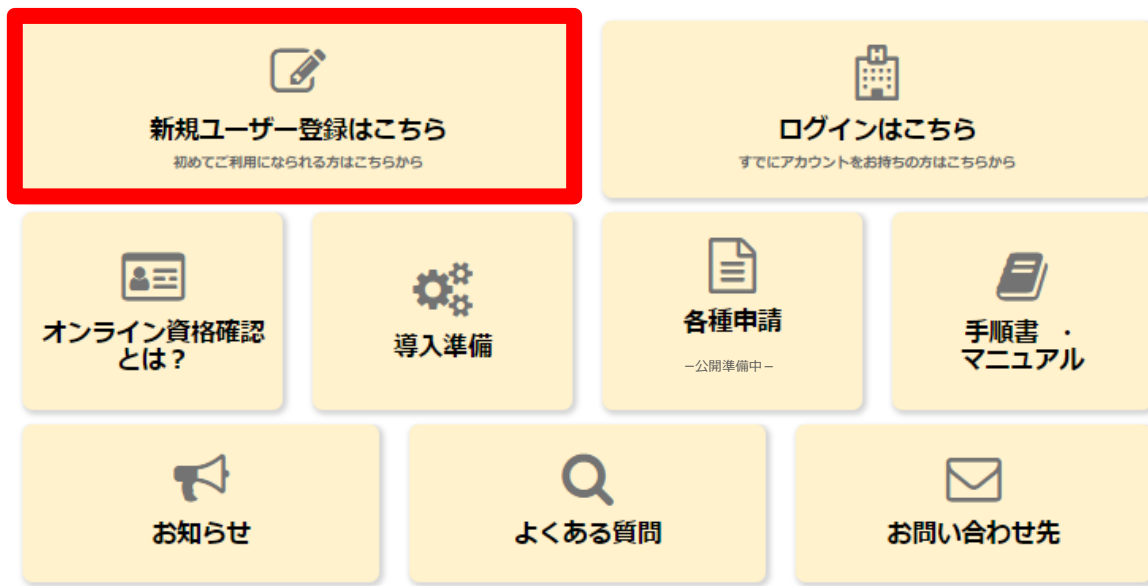 新規ユーザー登録はこちら
初めてご利用になられる方はこちらから
ログインはこちら
すでにアカウントをお持ちの方はこちらから
オンライン資格確認
とは？
導入準備
各種申請
－公開準備中－
手順書　・
マニュアル
お知らせ
よくある質問
お問い合わせ先